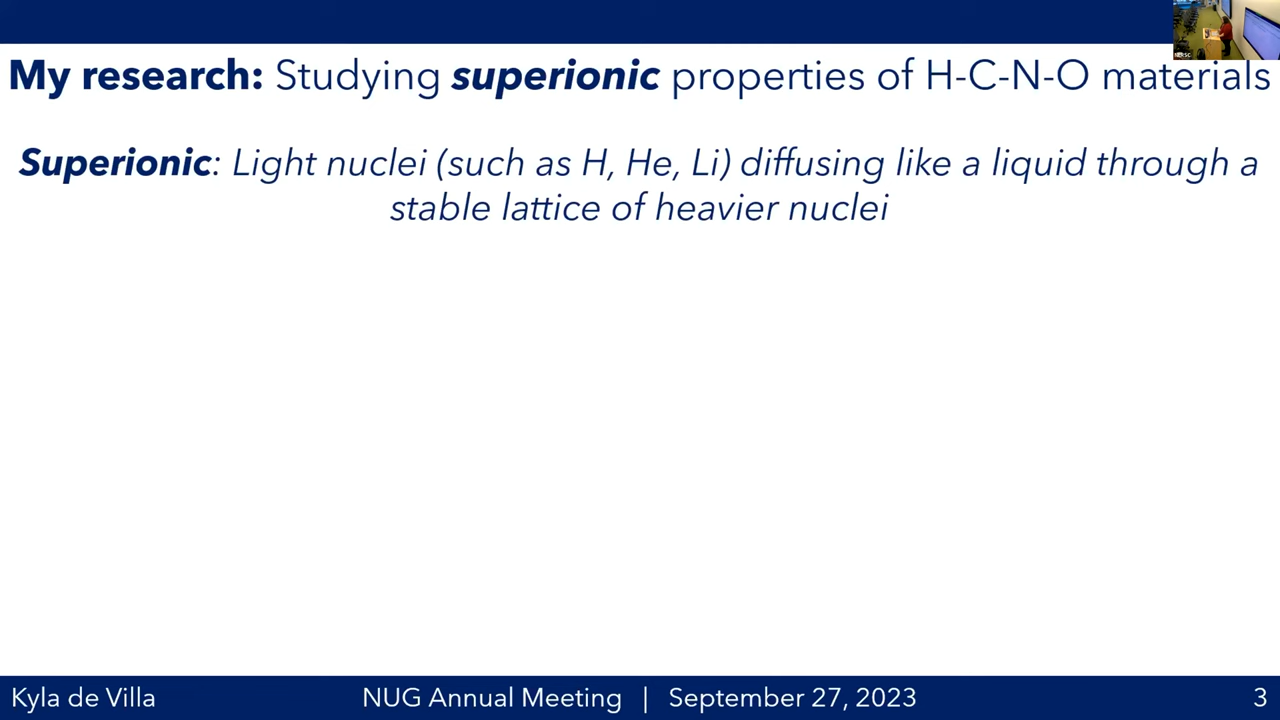 My research: Studying superionic properties of H-C-N-O materials
Superionic: Light nuclei (such as H, He, Li) diffusing like a liquid through a
stable lattice of heavier nuclei
Kyla de Villa
NUG Annual Meeting | September 27, 2023
3